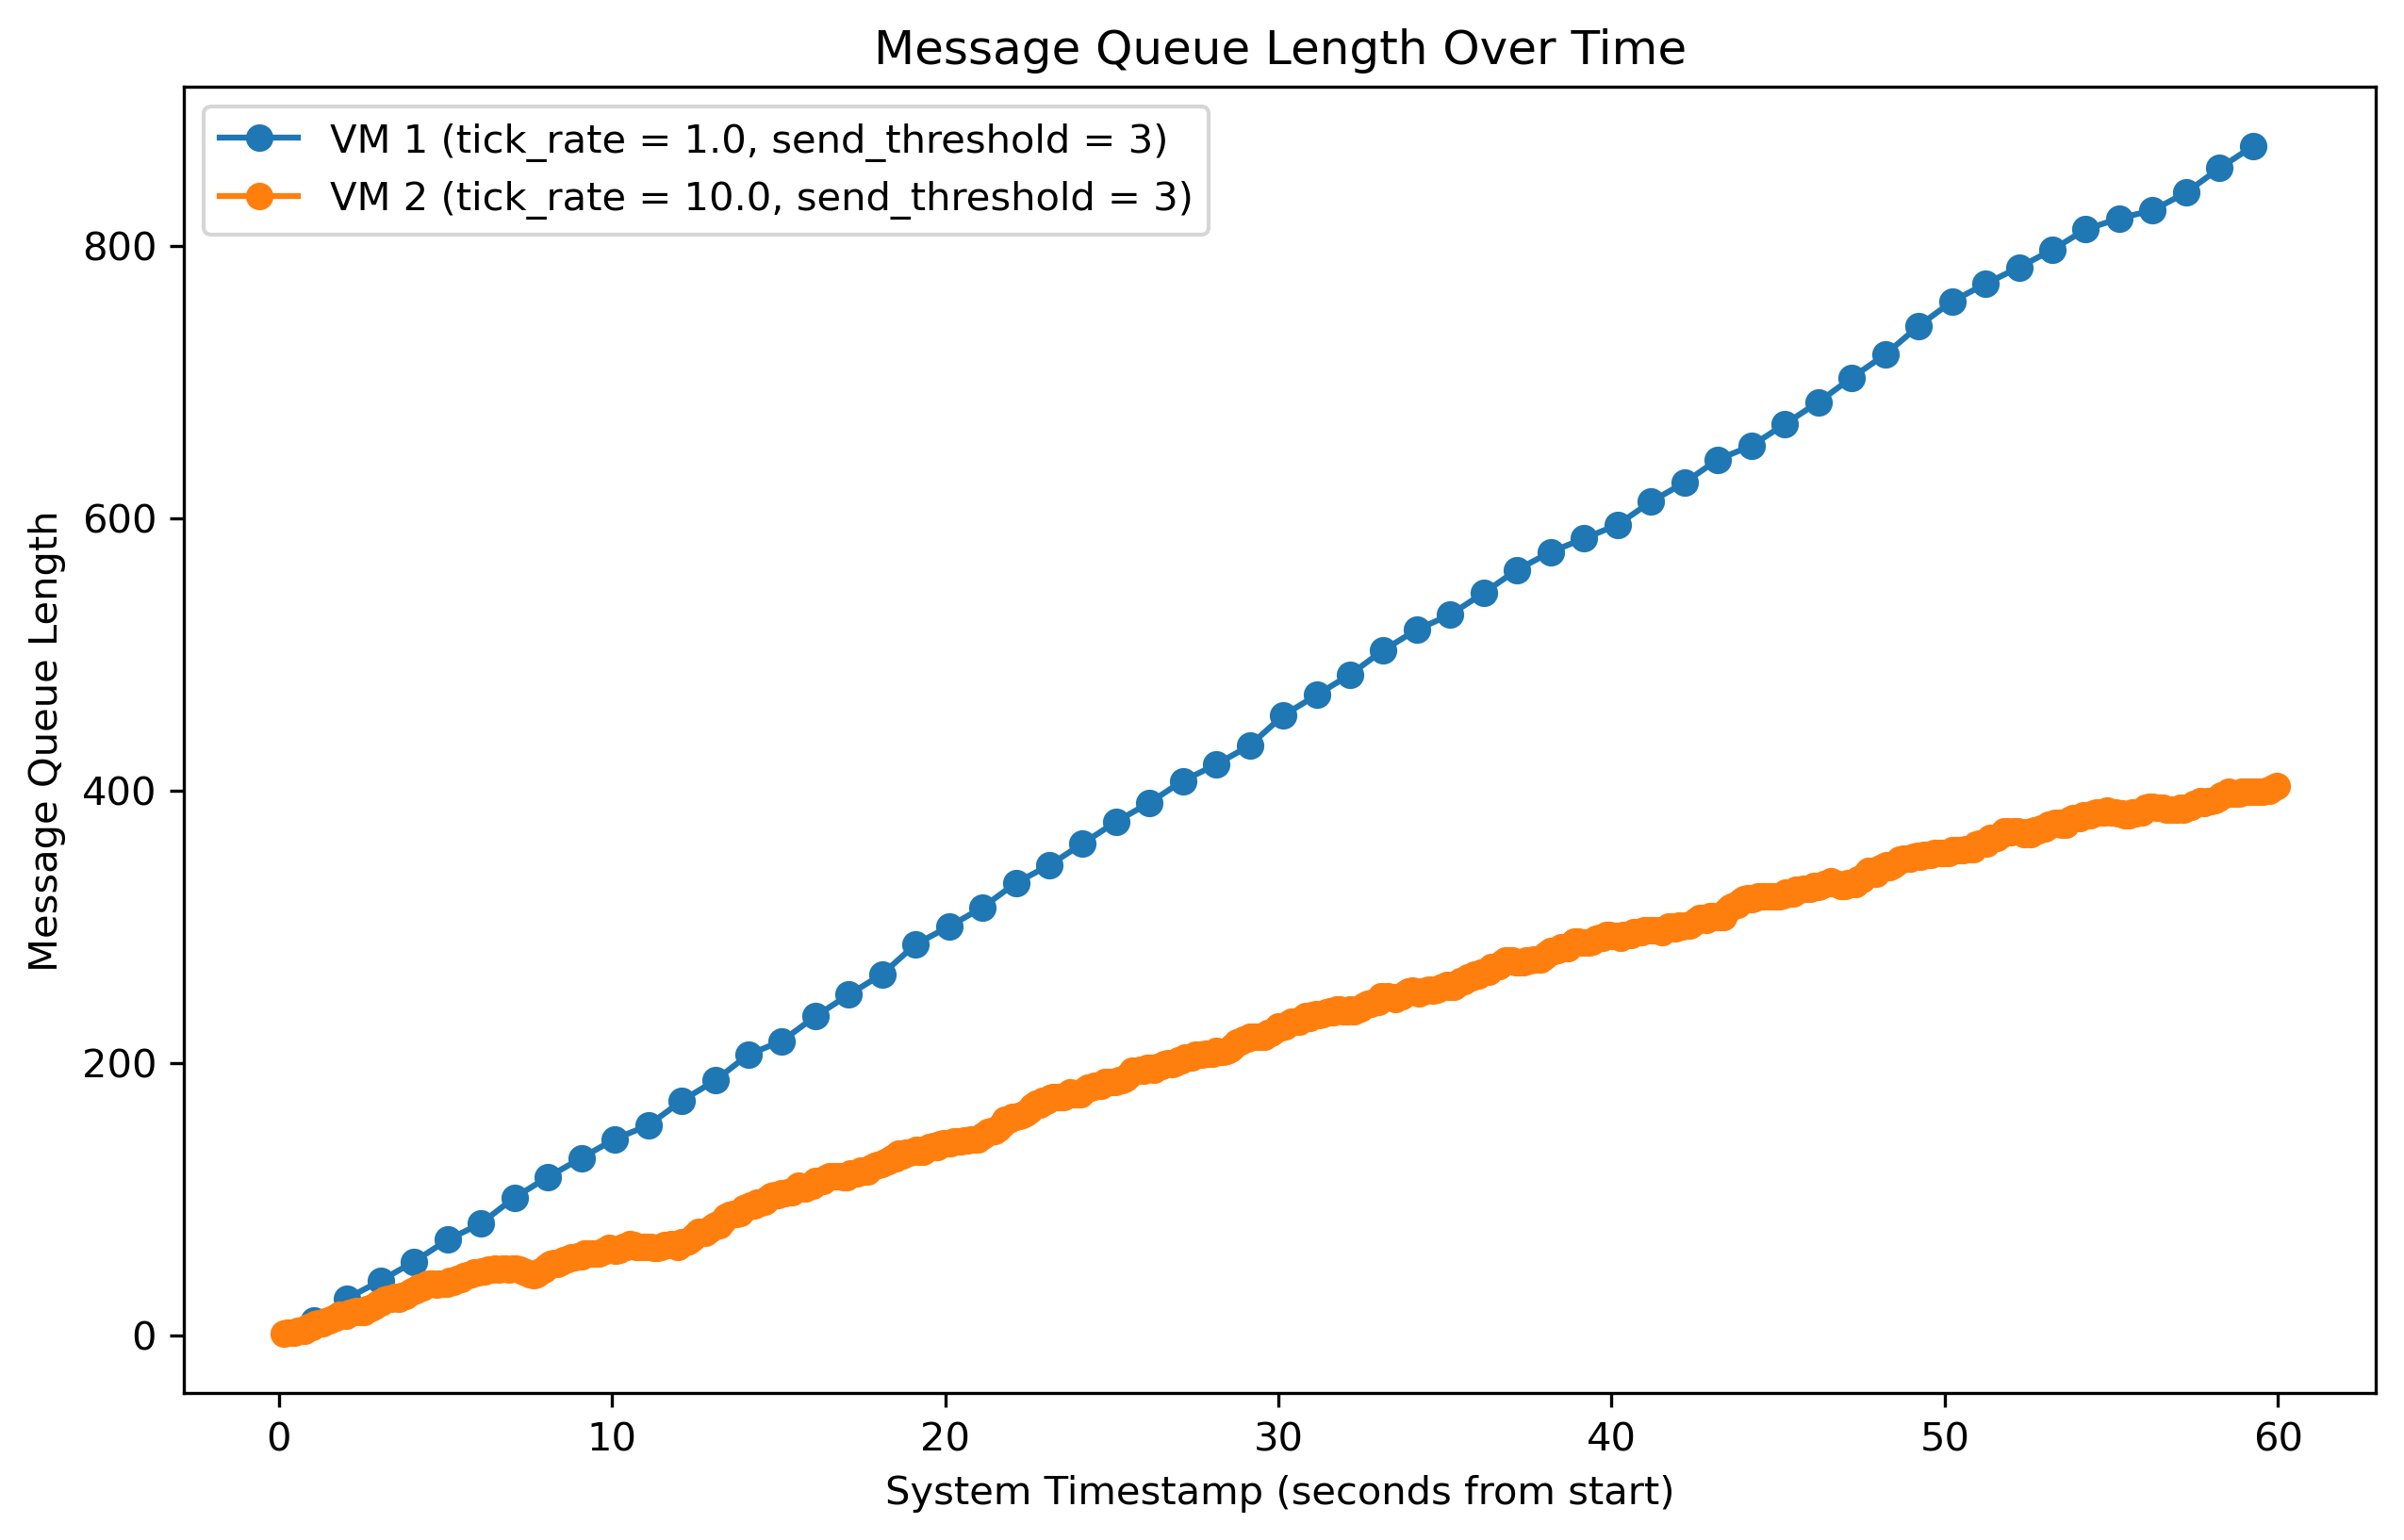 Message Queue Length Over Time
VM 1 (tick_rate = 1.0, send_threshold = 3)
VM 2 (tick_rate = 10.0, send_threshold = 3)
Message Queue Length
800
600
400
200
0
0 10 20 30 40 50 60
System Timestamp (seconds from start)